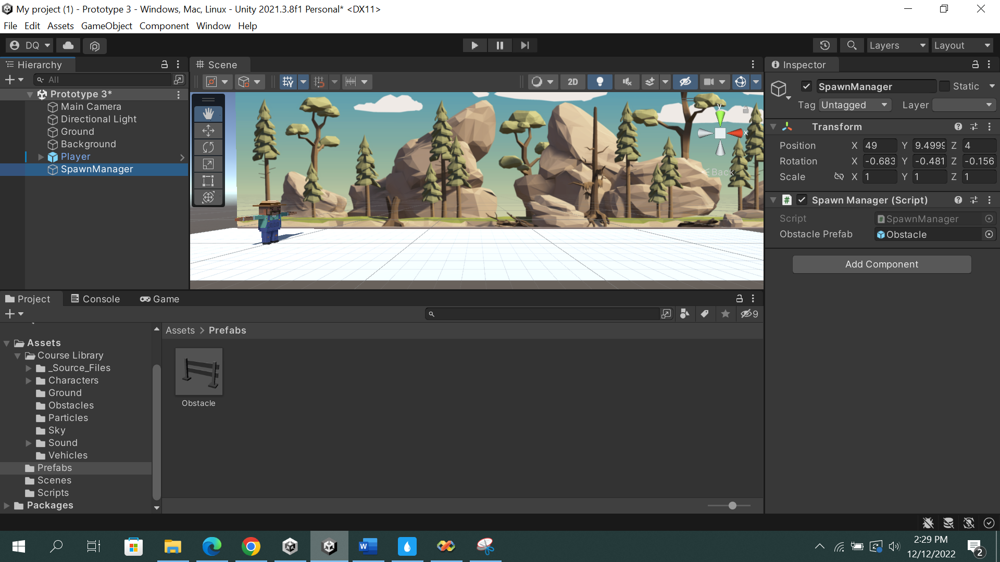 My project (1) - Prototype 3 - Windows, Mac, Linux - Unity 2021.3.8f1 Personal* <DX11>
File Edit Assets GameObject Component Window Help
DQ
Layers
Layout
Hierarchy
Scene
Inspector
All
2D
SpawnManager
Static
Tag
Untagged
Layer
Prototype 3*
Main Camera
Directional Light
Ground
Background
Player
SpawnManager
y
x
Back
Transform
Position X 49 Y 9.4999 Z 4
Rotation X -0.683 Y -0.481 Z -0.156
Scale X 1 Y 1 Z 1
Spawn Manager (Script)
Script SpawnManager
Obstacle Prefab Obstacle
Add Component
Project
Console
Game
9
Assets > Prefabs
Assets
Course Library
_Source_Files
Characters
Ground
Obstacles
Particles
Sky
Sound
Vehicles
Prefabs
Scenes
Scripts
Packages
Obstacle
W
2:29 PM
12/12/2022
2